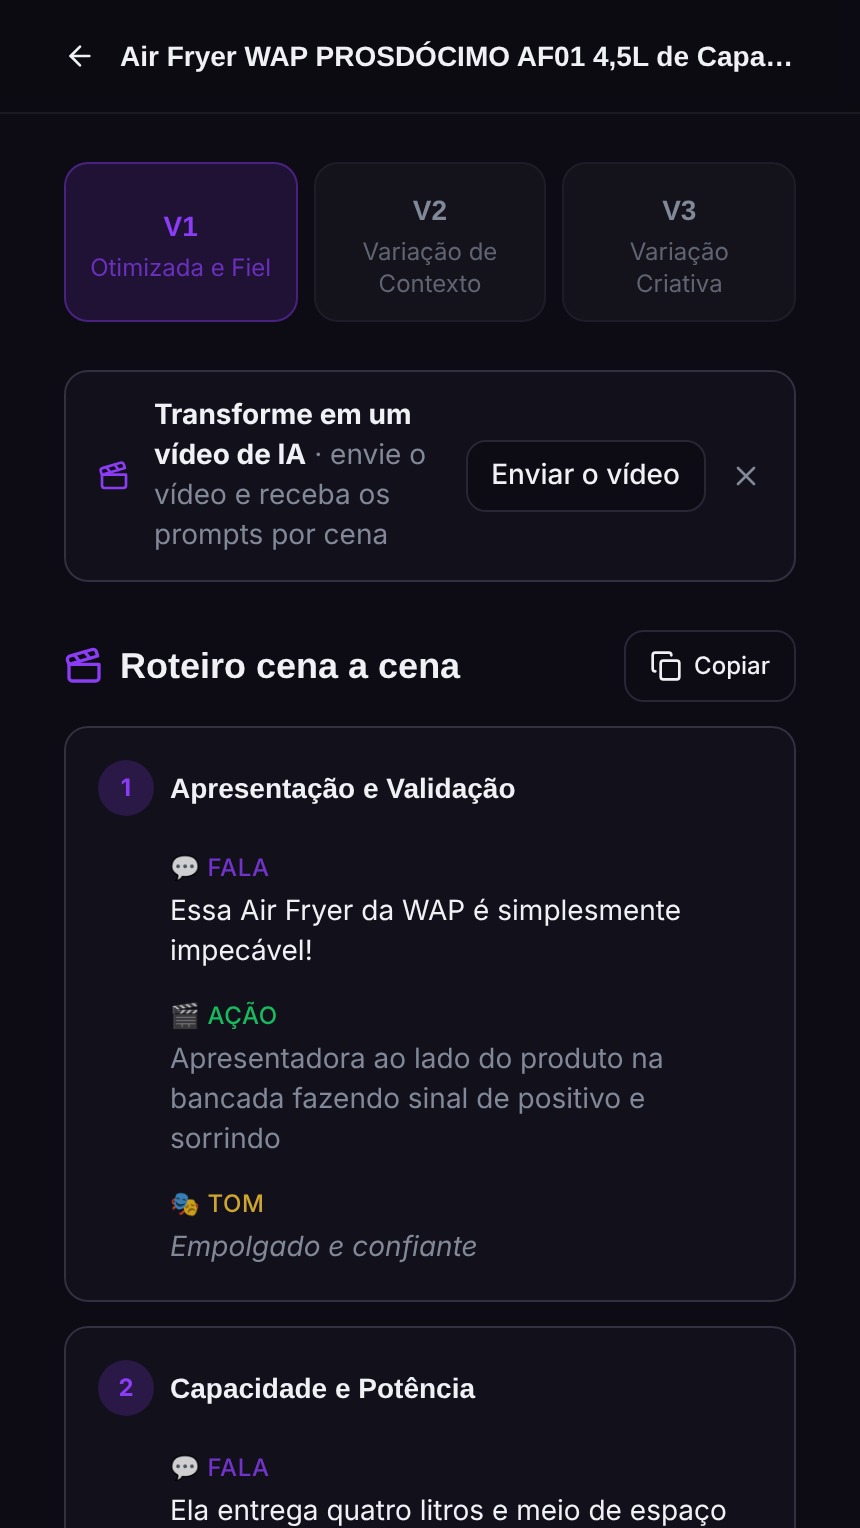 Air Fryer WAP PROSDÓCIMO AF01 4,5L de Capa...
V1
Otimizada e Fiel
V2
Variação de
Contexto
V3
Variação
Criativa
Transforme em um
vídeo de IA · envie o
vídeo e receba os
prompts por cena
Enviar o vídeo
Roteiro cena a cena
Copiar
1
Apresentação e Validação
FALA
Essa Air Fryer da WAP é simplesmente
impecável!
AÇÃO
Apresentadora ao lado do produto na
bancada fazendo sinal de positivo e
sorrindo
TOM
Empolgado e confiante
2
Capacidade e Potência
FALA
Ela entrega quatro litros e meio de espaço